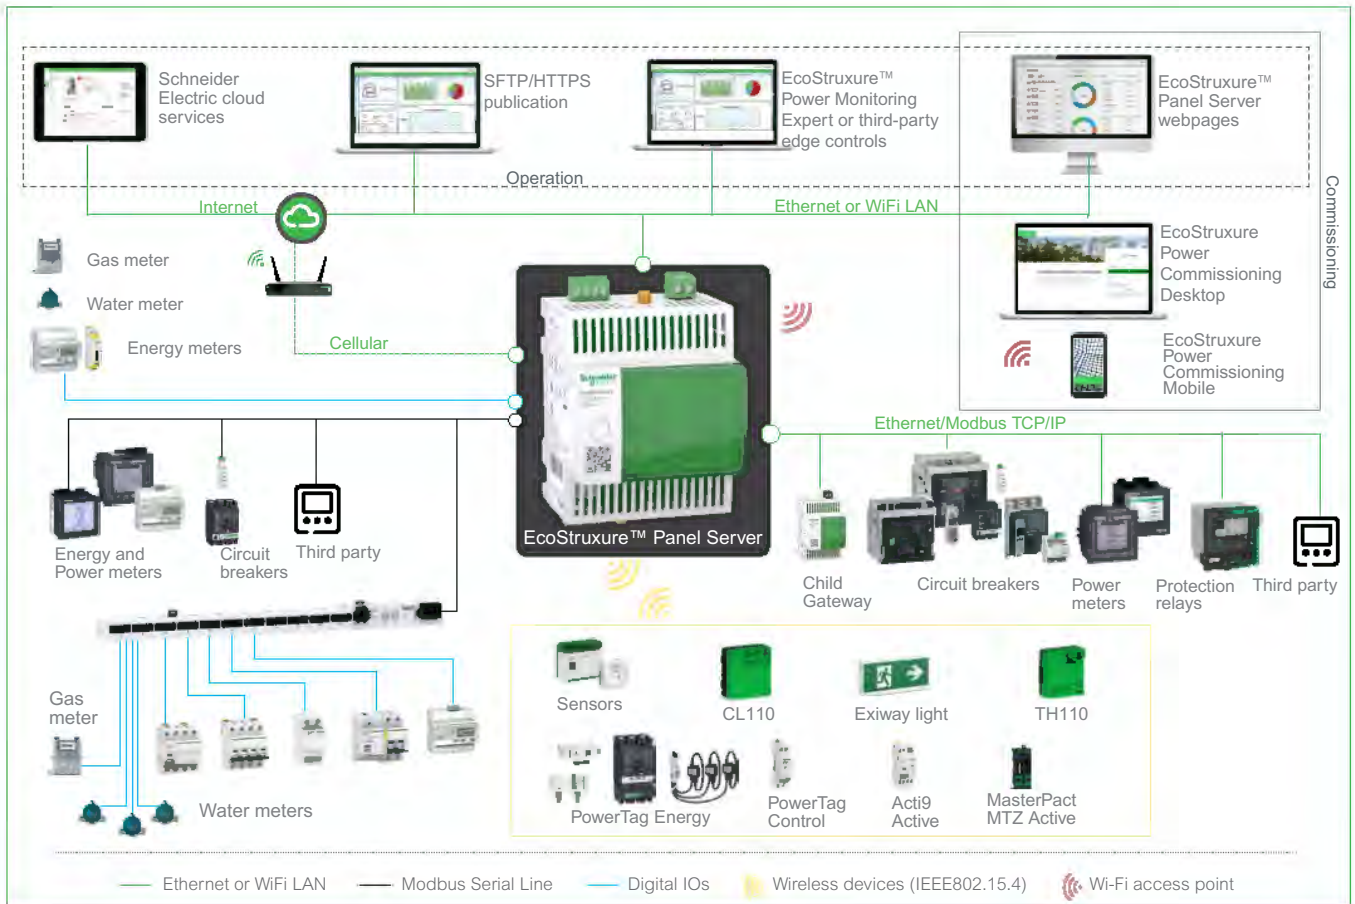 Schneider
Electric cloud
services
SFTP/HTTPS
publication
EcoStruxure™
Power Monitoring
Expert or third-party
edge controls
EcoStruxure™
Panel Server
webpages
Operation
Commissioning
Internet
Ethernet or WiFi LAN
Gas meter
Water meter
Energy meters
Cellular
EcoStruxure
Power
Commissioning
Desktop
EcoStruxure
Power
Commissioning
Mobile
Schneider
EcoStruxure™ Panel Server
Ethernet/Modbus TCP/IP
Energy and
Power meters
Circuit
breakers
Third party
Child
Gateway
Circuit breakers
Power
meters
Protection
relays
Third party
Gas
meter
Water meters
Sensors
CL110
Exiway light
TH110
PowerTag Energy
PowerTag
Control
Acti9
Active
MasterPact
MTZ Active
Ethernet or WiFi LAN
Modbus Serial Line
Digital IOs
Wireless devices (IEEE802.15.4)
Wi-Fi access point